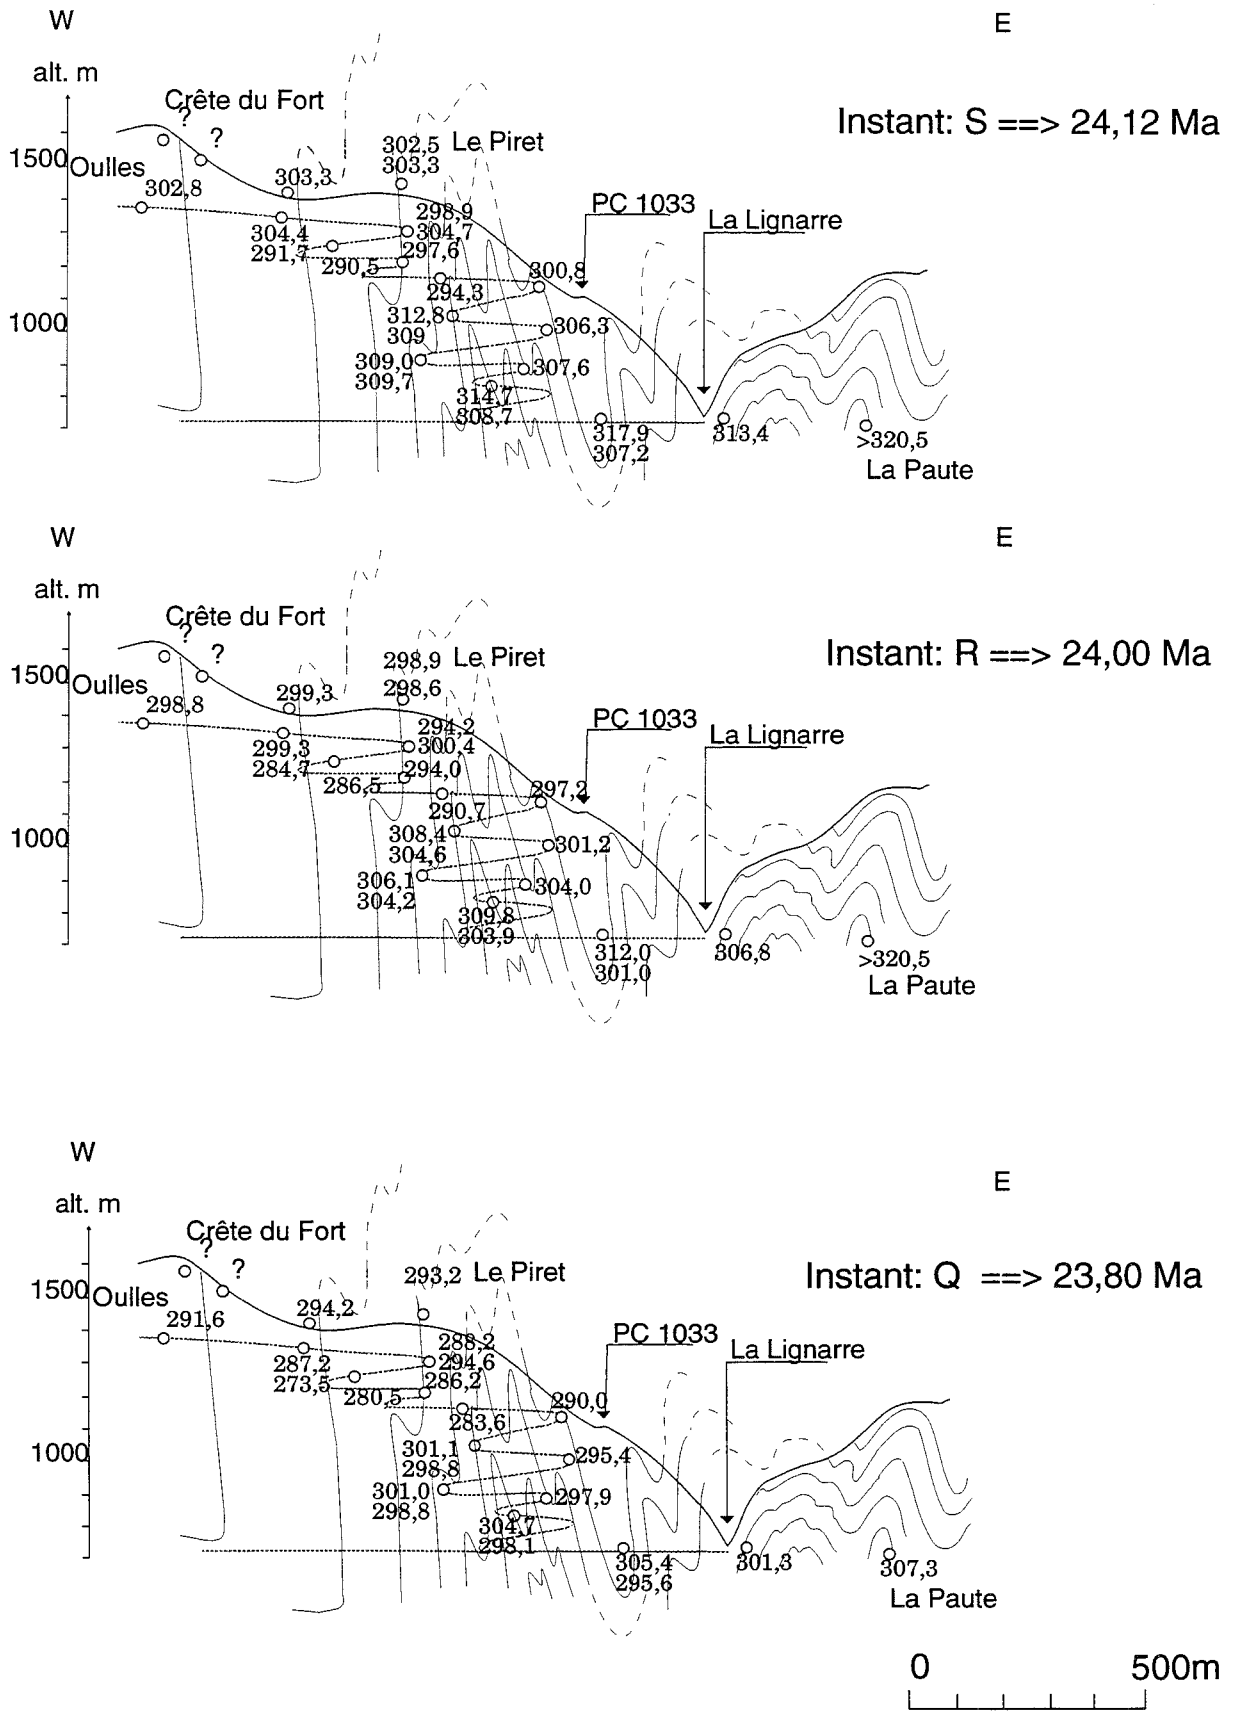 W
E
alt. m
Crête du Fort
?
?
Instant: S ==> 24,12 Ma
302,5
Le Piret
303,3
1500
Oulles
302,8
303,3
PC 1033
298,9
La Lignarre
304,4
304,7
291,7
297,6
290,5
300,8
294,3
1000
312,8
306,3
309
309,0
307,6
309,7
314,7
308,7
317,9
313,4
>320,5
307,2
La Paute
W
E
alt. m
Crête du Fort
?
?
Instant: R ==> 24,00 Ma
298,9
Le Piret
1500
Oulles
298,6
298,8
299,3
PC 1033
294,2
La Lignarre
299,3
300,4
284,7
294,0
286,5
297,2
290,7
1000
308,4
301,2
304,6
306,1
304,0
304,2
309,8
303,9
312,0
306,8
>320,5
301,0
La Paute
W
E
alt. m
Crête du Fort
?
?
293,2
Le Piret
Instant: Q ==> 23,80 Ma
1500
Oulles
291,6
294,2
PC 1033
288,2
La Lignarre
287,2
294,6
273,5
286,2
280,5
290,0
283,6
1000
301,1
295,4
298,8
301,0
297,9
298,8
304,7
298,1
305,4
301,3
307,3
295,6
La Paute
0
500m